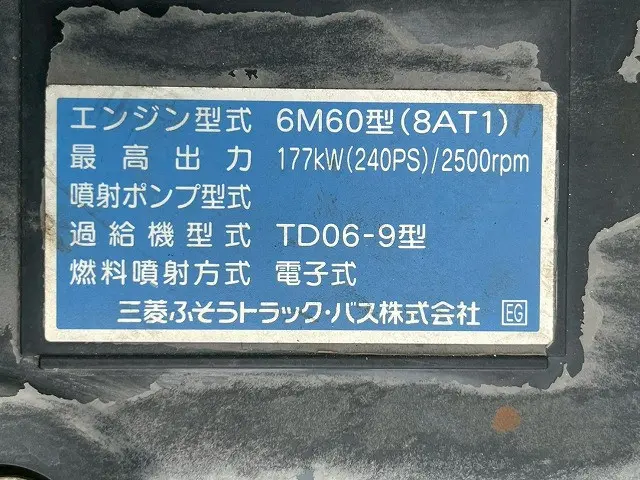 エンジン型式 6M60型(8AT1)
最高出力 177kW(240PS)/2500rpm
噴射ポンプ型式
過給機型式 TD06-9型
燃料噴射方式 電子式
三菱ふそうトラック・バス株式会社 EG